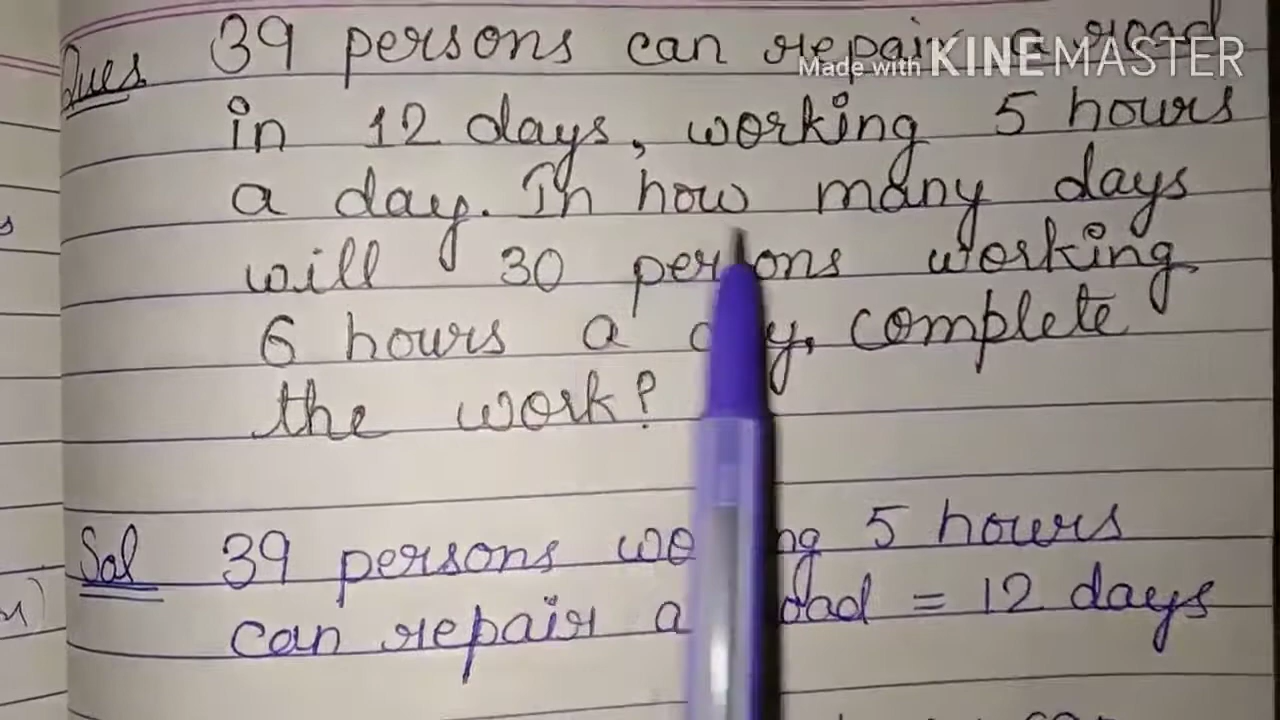 Ques 39 persons can repair a road
Made with KINEMASTER
in 12 days, working 5 hours
a day. In how many days
will 30 persons working
6 hours a day, complete
the work?
Sol 39 persons working 5 hours
can repair a road = 12 days